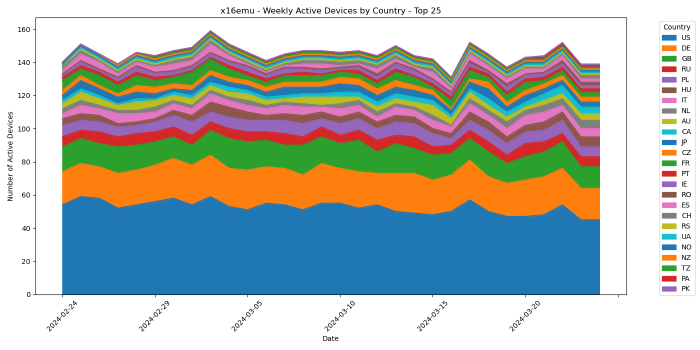 x16emu - Weekly Active Devices by Country - Top 25
Number of Active Devices
160
140
120
100
80
60
40
20
0
2024-02-24
2024-02-29
2024-03-05
2024-03-10
2024-03-15
2024-03-20
Date
Country
US
DE
GB
RU
PL
HU
IT
NL
AU
CA
JP
CZ
FR
PT
IE
RO
ES
CH
RS
UA
NO
NZ
TZ
PA
PK